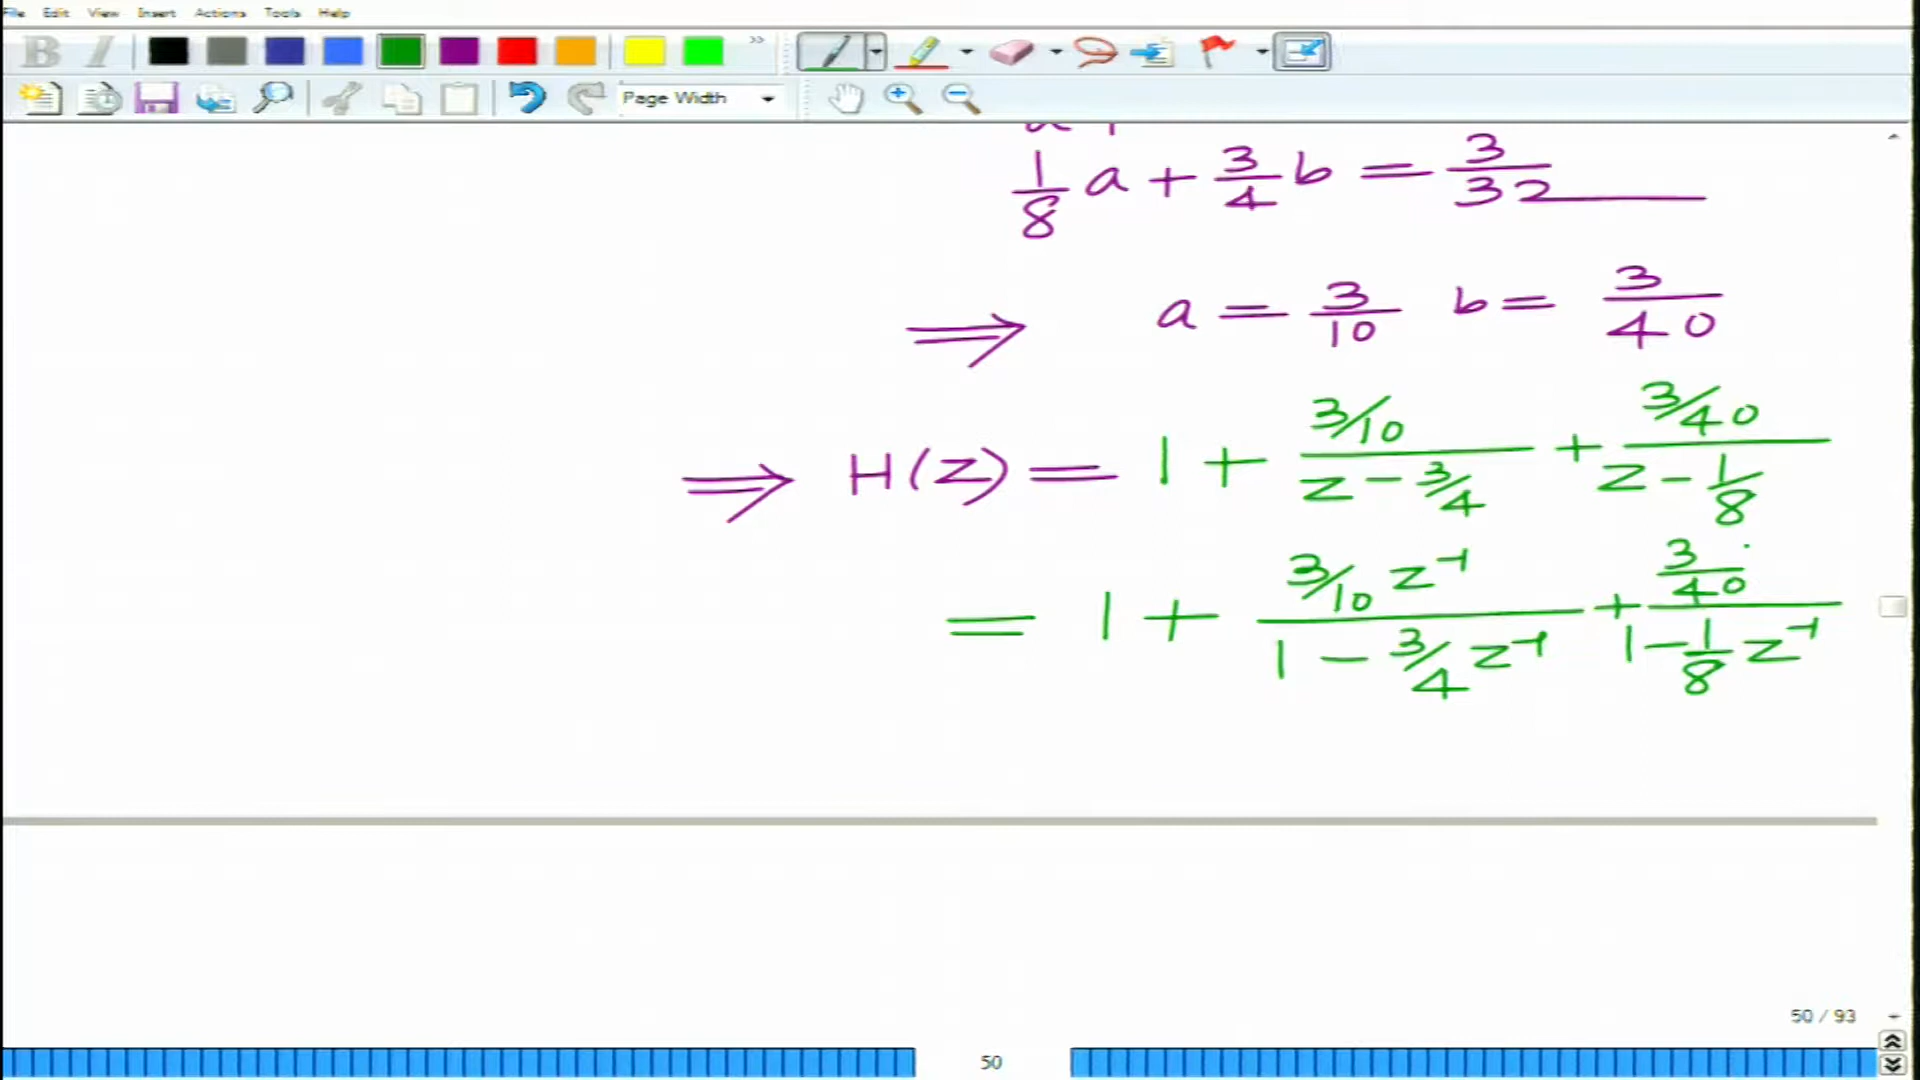 File Edit View Insert Actions Tools Help
B I
Page Width
1/8 a + 3/4 b = 3/32
⇒ a = 3/10 b = 3/40
⇒ H(Z) = 1 + (3/10)/(z - 3/4) + (3/40)/(z - 1/8)
= 1 + (3/10 z⁻¹)/(1 - 3/4 z⁻¹) + (3/40)/(1 - 1/8 z⁻¹)
50 / 93
50